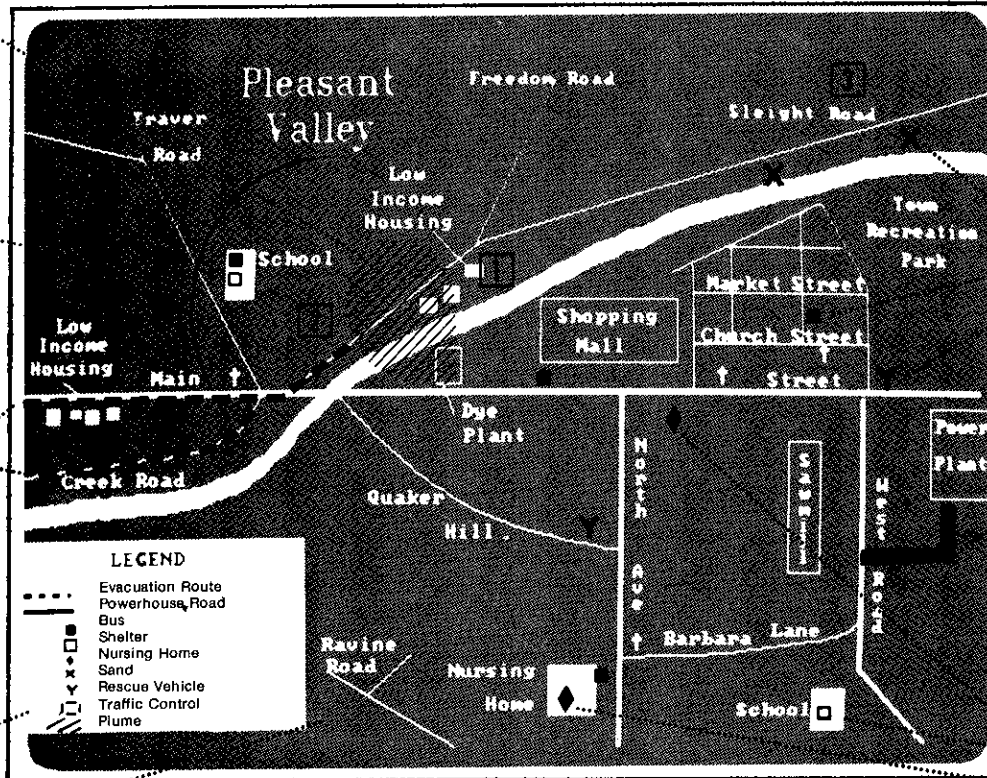 Pleasant
Valley
Freedom Road
Traver
Road
Sleight Road
Low
Income
Housing
Town
Recreation
Park
School
Market Street
Shopping
Mall
Church Street
Low
Income
Housing
Main
Street
Dye
Plant
Power
Plant
North Ave
Sawmill
West Road
Creek Road
Quaker
Hill
Barbara Lane
Ravine
Road
Nursing
Home
School
LEGEND
Evacuation Route
Powerhouse Road
Bus
Shelter
Nursing Home
Sand
Rescue Vehicle
Traffic Control
Plume